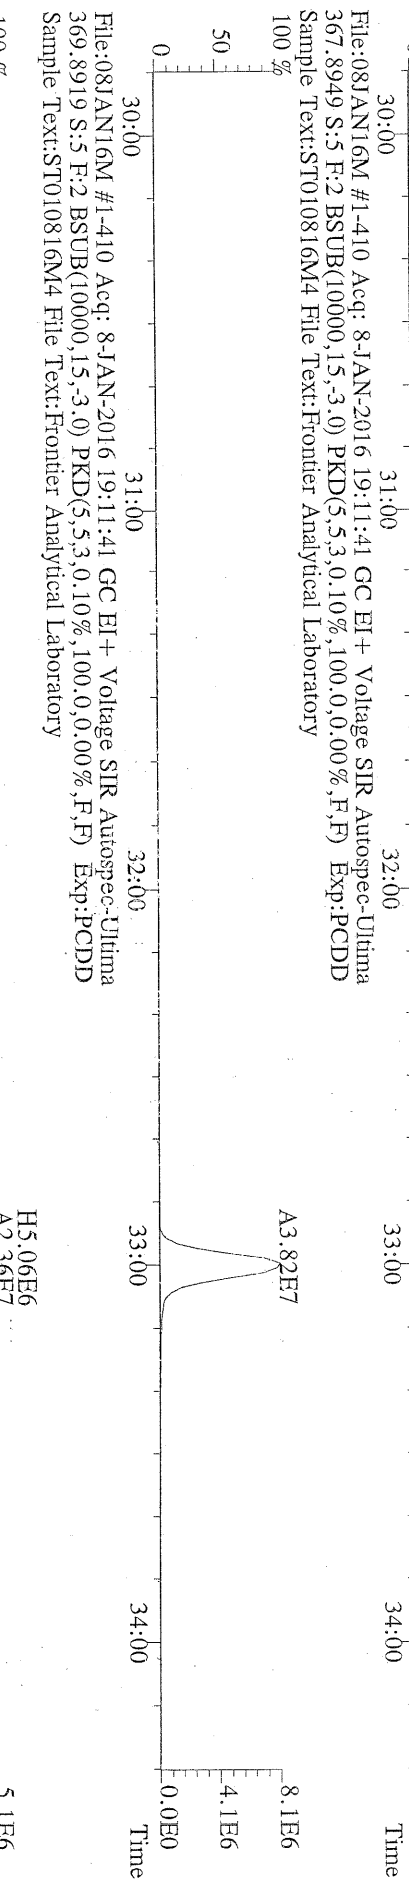 30:00 31:00 32:00 33:00 34:00 Time
File:08JAN16M #1-410 Acq: 8-JAN-2016 19:11:41 GC EI+ Voltage SIR Autospec-Ultima
367.8949 S:5 F:2 BSUB(10000,15,-3.0) PKD(5,5,3,0.10%,100.0,0.00%,F,F) Exp:PCDD
Sample Text:ST010816M4 File Text:Frontier Analytical Laboratory
100 % A3.82E7 8.1E6
50 4.1E6
0 0.0E0
30:00 31:00 32:00 33:00 34:00 Time
File:08JAN16M #1-410 Acq: 8-JAN-2016 19:11:41 GC EI+ Voltage SIR Autospec-Ultima
369.8919 S:5 F:2 BSUB(10000,15,-3.0) PKD(5,5,3,0.10%,100.0,0.00%,F,F) Exp:PCDD
Sample Text:ST010816M4 File Text:Frontier Analytical Laboratory
H5.06E6
100 % A2.36E7 5.1E6